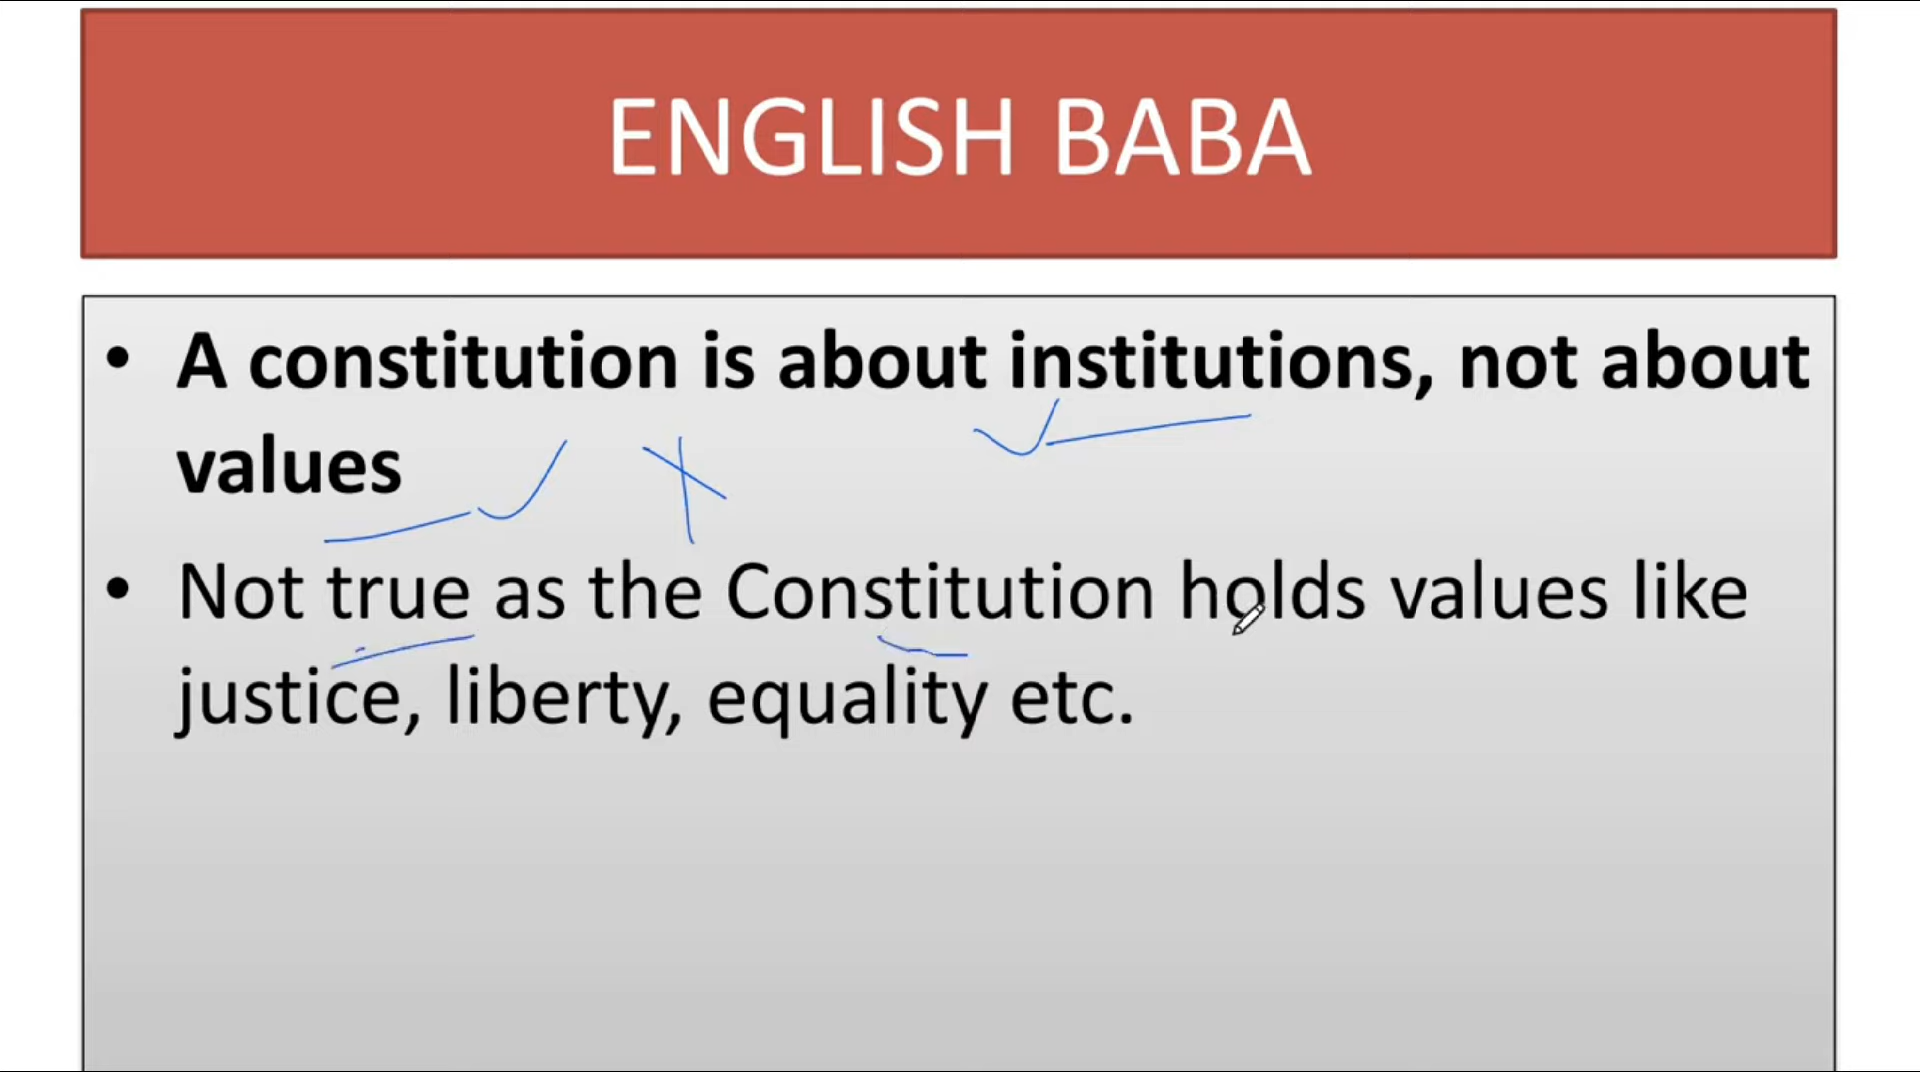 ENGLISH BABA
• A constitution is about institutions, not about
values
• Not true as the Constitution holds values like
justice, liberty, equality etc.